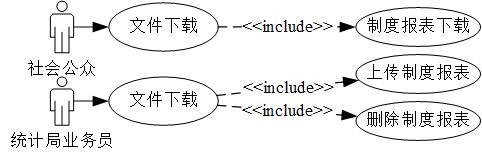 文件下载
<<include>>
制度报表下载
社会公众
文件下载
<<include>>
上传制度报表
<<include>>
删除制度报表
统计局业务员